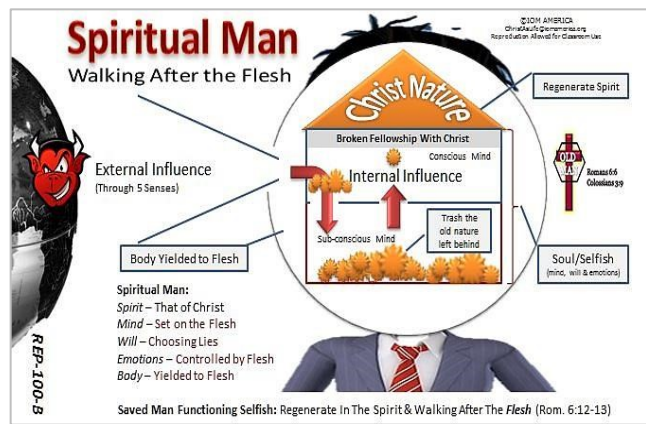 Spiritual Man
Walking After the Flesh
©IOM AMERICA
ChristAsLife@iomamerica.org
Reproduction Allowed for Classroom Use
Christ Nature
Regenerate Spirit
Broken Fellowship With Christ
Conscious Mind
Internal Influence
External Influence
(Through 5 Senses)
OLD
MAN
Romans 6:6
Colossians 3:9
Trash the
old nature
left behind
Sub-conscious Mind
Body Yielded to Flesh
Soul/Selfish
(mind, will & emotions)
Spiritual Man:
Spirit – That of Christ
Mind – Set on the Flesh
Will – Choosing Lies
Emotions – Controlled by Flesh
Body – Yielded to Flesh
REP-100-B
Saved Man Functioning Selfish: Regenerate In The Spirit & Walking After The Flesh (Rom. 6:12-13)